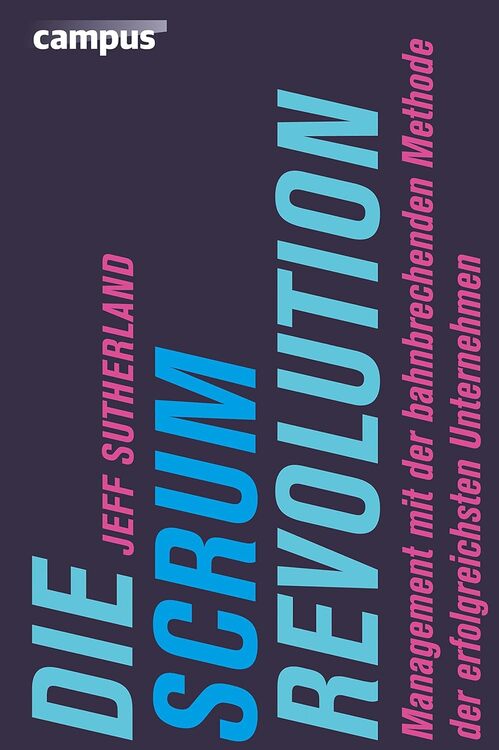 campus
DIE
JEFF SUTHERLAND
SCRUM
REVOLUTION
Management mit der bahnbrechenden Methode
der erfolgreichsten Unternehmen